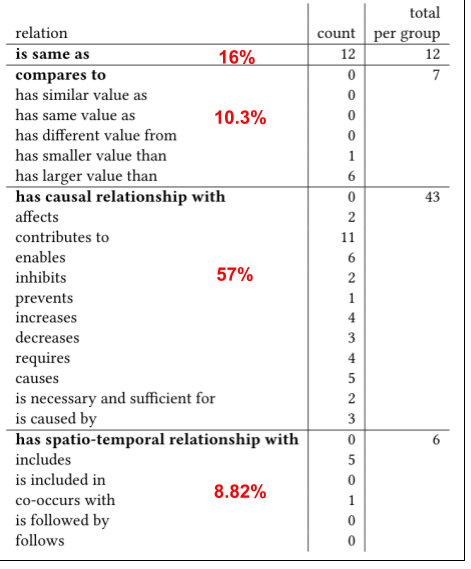 total
relation count per group
is same as 16% 12 12
compares to 0 7
has similar value as 0
has same value as 10.3% 0
has different value from 0
has smaller value than 1
has larger value than 6
has causal relationship with 0 43
affects 2
contributes to 11
enables 6
inhibits 57% 2
prevents 1
increases 4
decreases 3
requires 4
causes 5
is necessary and sufficient for 2
is caused by 3
has spatio-temporal relationship with 0 6
includes 5
is included in 0
co-occurs with 8.82% 1
is followed by 0
follows 0